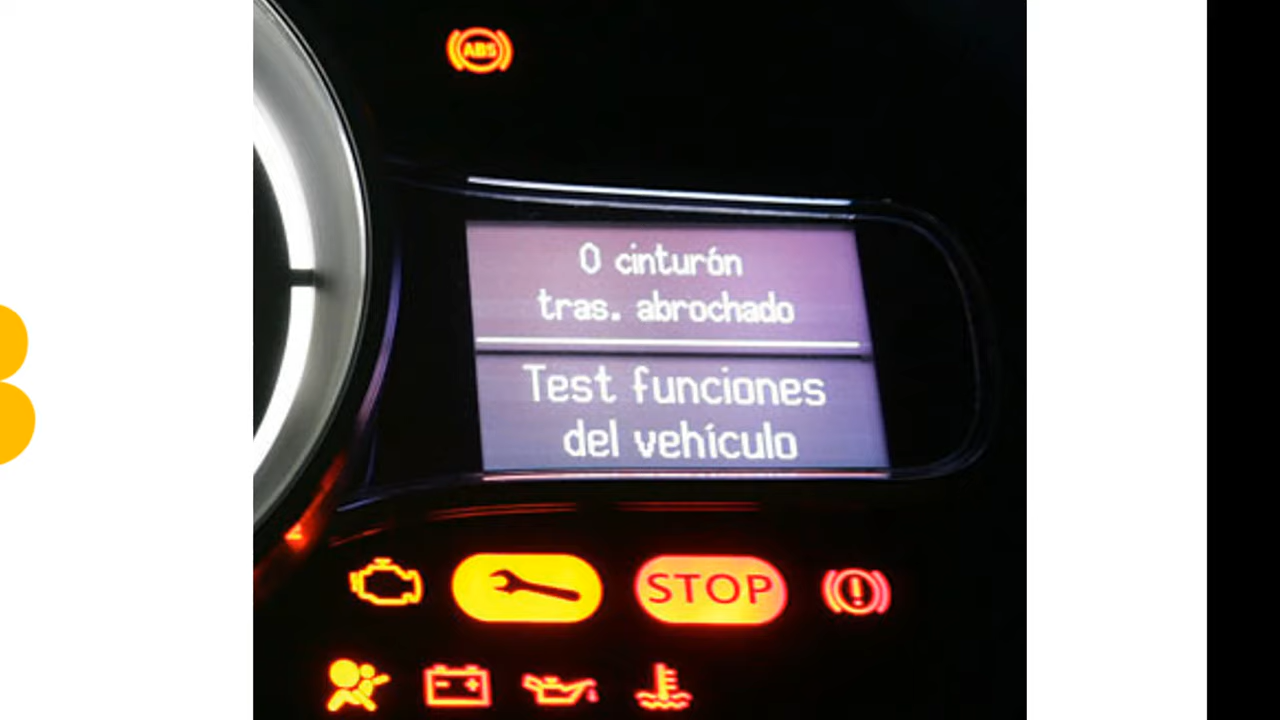 ABS
0 cinturón
tras. abrochado
Test funciones
del vehículo
STOP